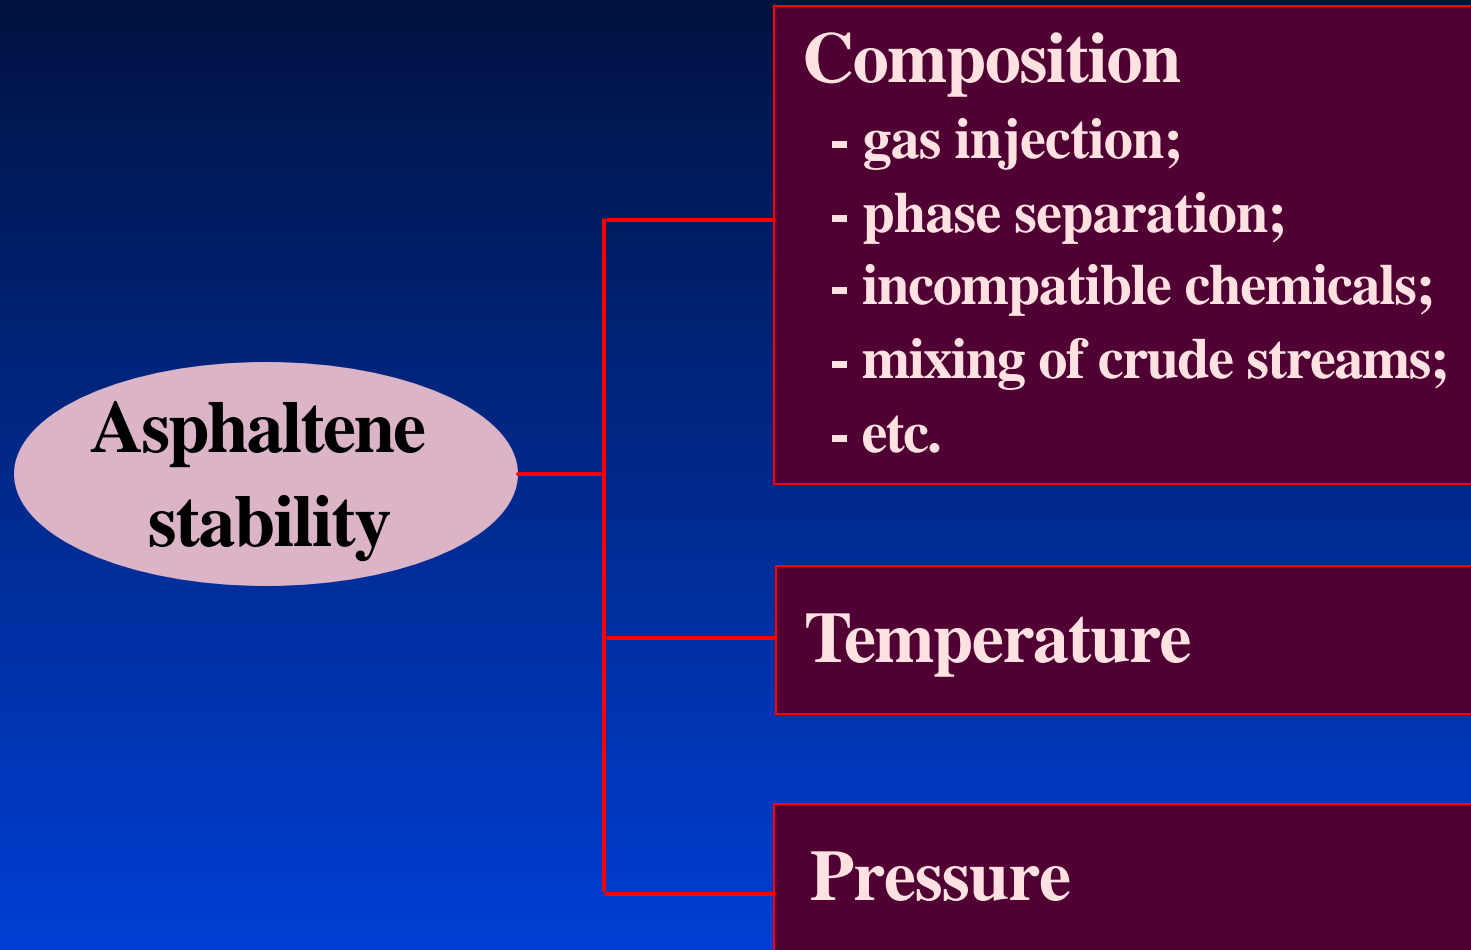 Asphaltene
stability
Composition
- gas injection;
- phase separation;
- incompatible chemicals;
- mixing of crude streams;
- etc.
Temperature
Pressure